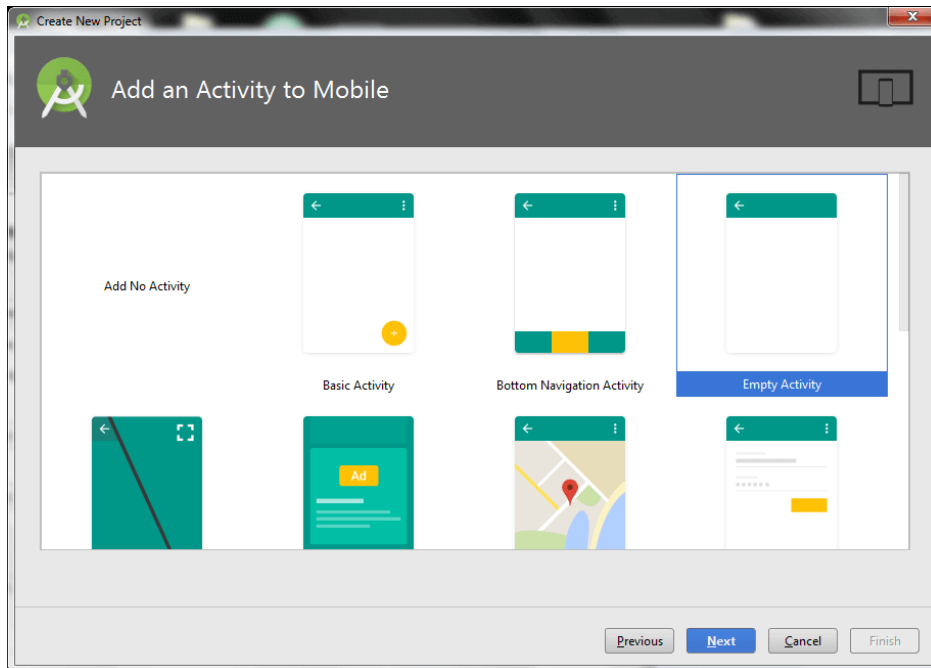 Create New Project
Add an Activity to Mobile
Add No Activity
Basic Activity
Bottom Navigation Activity
Empty Activity
Ad
Previous
Next
Cancel
Finish